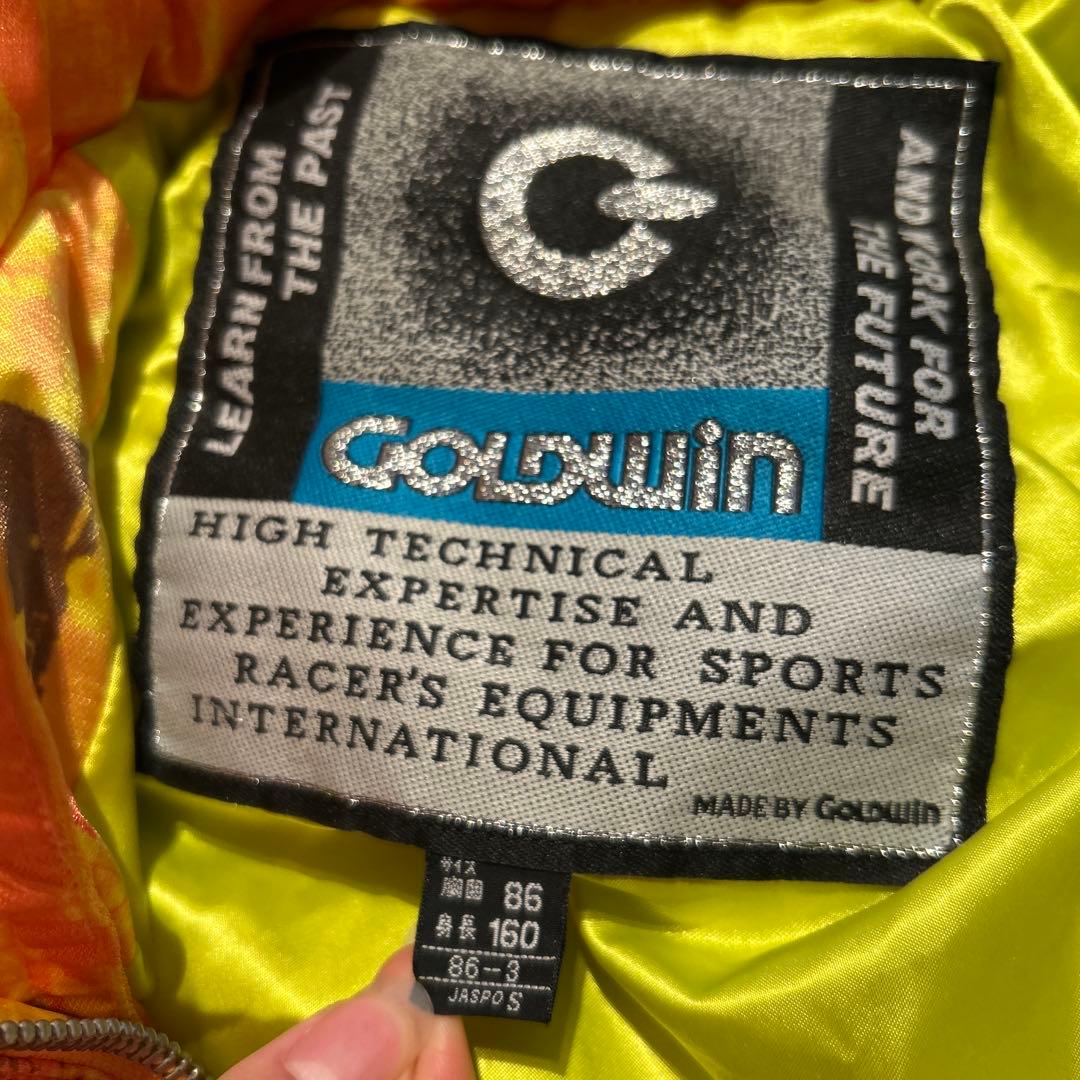 LEARN FROM
THE PAST
AND WORK FOR
THE FUTURE
GOLDWIN
HIGH TECHNICAL
EXPERTISE AND
EXPERIENCE FOR SPORTS
RACER'S EQUIPMENTS
INTERNATIONAL
MADE BY GOLDWIN
サイズ
胸囲 86
身長 160
86-3
JASPO S